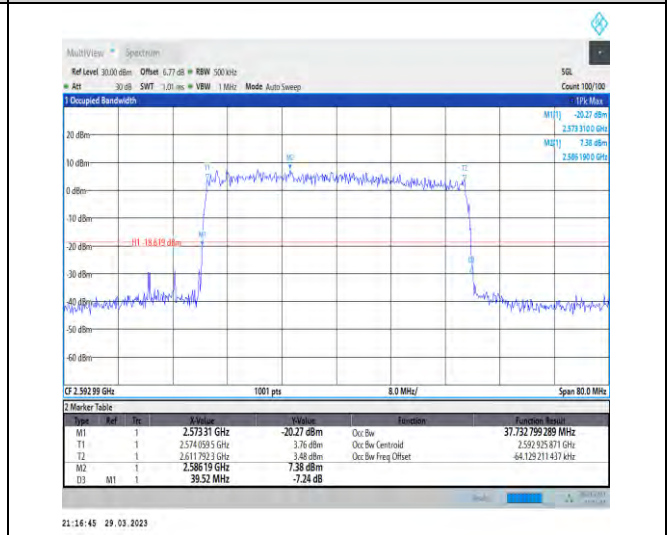 MultiView Spectrum
Ref Level 30.00 dBm Offset 6.77 dB RBW 500 kHz SGL
Att 30 dB SWT 1.01 ms VBW 1 MHz Mode Auto Sweep Count 100/100
1 Occupied Bandwidth 1Pk Max
M1[1] -20.27 dBm
2.573 310 0 GHz
M2[1] 7.38 dBm
2.586 190 0 GHz
20 dBm
10 dBm
T1 M2 T2
0 dBm
-10 dBm
M1
H1 -18.619 dBm
-20 dBm
D3
-30 dBm
-40 dBm
-50 dBm
-60 dBm
CF 2.592 99 GHz 1001 pts 8.0 MHz/ Span 80.0 MHz
2 Marker Table
Type Ref Trc X-Value Y-Value Function Function Result
M1 1 2.573 31 GHz -20.27 dBm Occ Bw 37.732 799 289 MHz
T1 1 2.574 059 5 GHz 3.76 dBm Occ Bw Centroid 2.592 925 871 GHz
T2 1 2.611 792 3 GHz 3.48 dBm Occ Bw Freq Offset -64.129 211 437 kHz
M2 1 2.586 19 GHz 7.38 dBm
D3 M1 1 39.52 MHz -7.24 dB
21:16:45 29.03.2023